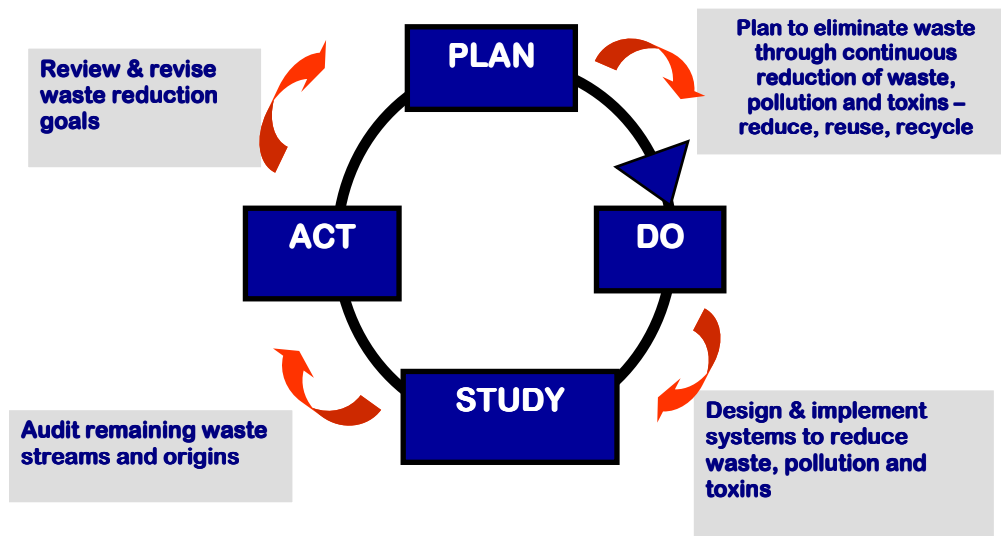 PLAN
Plan to eliminate waste
through continuous
reduction of waste,
pollution and toxins –
reduce, reuse, recycle
DO
Design & implement
systems to reduce
waste, pollution and
toxins
STUDY
Audit remaining waste
streams and origins
ACT
Review & revise
waste reduction
goals